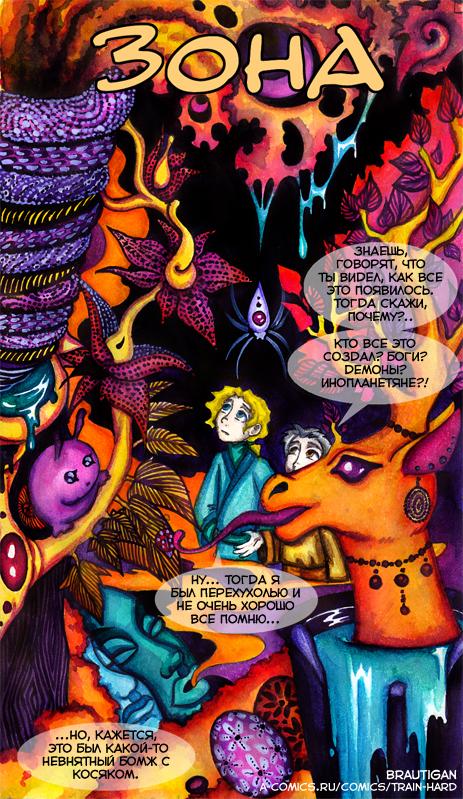 ЗОНА
ЗНАЕШЬ,
ГОВОРЯТ, ЧТО
ТЫ ВИДЕЛ, КАК ВСЕ
ЭТО ПОЯВИЛОСЬ.
ТОГДА СКАЖИ,
ПОЧЕМУ?..
КТО ВСЕ ЭТО
СОЗДАЛ? БОГИ?
ДЕМОНЫ?
ИНОПЛАНЕТЯНЕ?!
НУ... ТОГДА Я
БЫЛ ПЕРЕХУХОЛЬЮ И
НЕ ОЧЕНЬ ХОРОШО
ВСЕ ПОМНЮ...
...НО, КАЖЕТСЯ,
ЭТО БЫЛ КАКОЙ-ТО
НЕВНЯТНЫЙ БОМЖ С
КОСЯКОМ.
BRAUTIGAN
A-COMICS.RU/COMICS/TRAIN-HARD